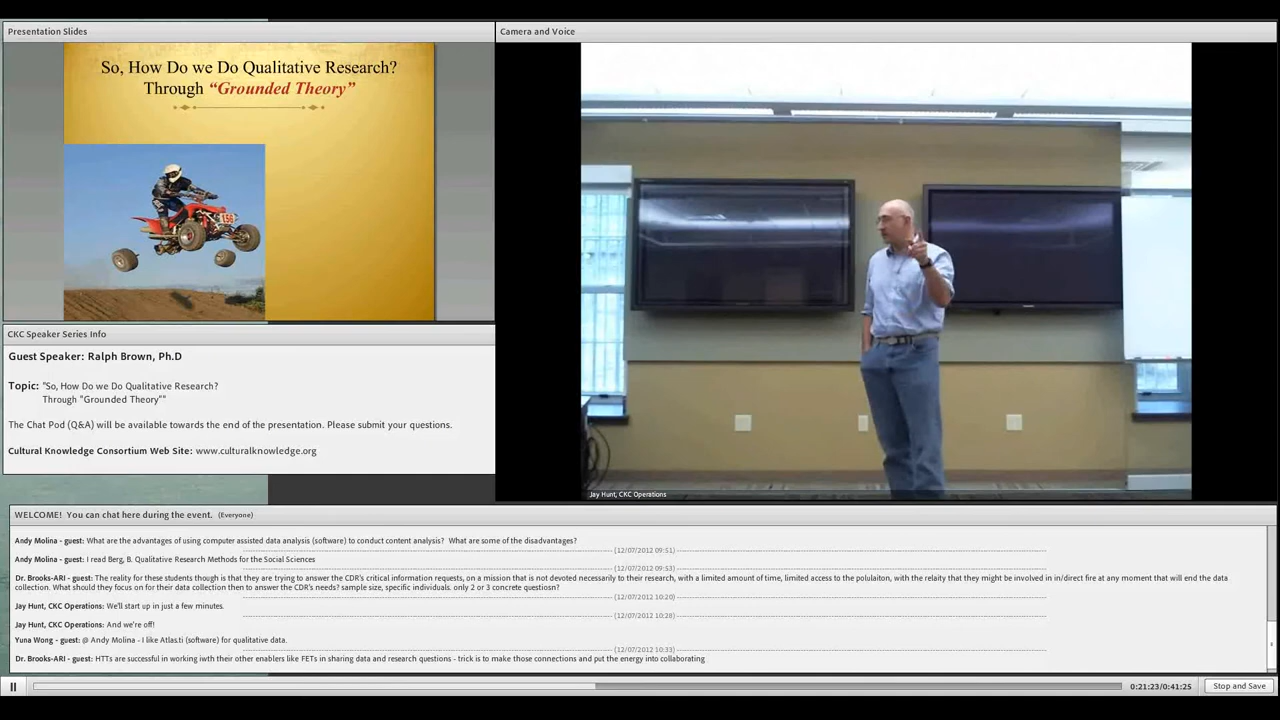 Presentation Slides
So, How Do we Do Qualitative Research?
Through “Grounded Theory”
156
CKC Speaker Series Info
Guest Speaker: Ralph Brown, Ph.D
Topic: "So, How Do we Do Qualitative Research?
Through "Grounded Theory""
The Chat Pod (Q&A) will be available towards the end of the presentation. Please submit your questions.
Cultural Knowledge Consortium Web Site: www.culturalknowledge.org
Camera and Voice
Jay Hunt, CKC Operations
WELCOME! You can chat here during the event. (Everyone)
Andy Molina - guest: What are the advantages of using computer assisted data analysis (software) to conduct content analysis? What are some of the disadvantages?
(12/07/2012 09:51)
Andy Molina - guest: I read Berg, B. Qualitative Research Methods for the Social Sciences
(12/07/2012 09:53)
Dr. Brooks-ARI - guest: The reality for these students though is that they are trying to answer the CDR's critical information requests, on a mission that is not devoted necessarily to their research, with a limited amount of time, limited access to the polulaiton, with the relaity that they might be involved in in/direct fire at any moment that will end the data
collection. What should they focus on for their data collection then to answer the CDR's needs? sample size, specific individuals. only 2 or 3 concrete questiosn?
(12/07/2012 10:20)
Jay Hunt, CKC Operations: We'll start up in just a few minutes.
(12/07/2012 10:28)
Jay Hunt, CKC Operations: And we're off!
Yuna Wong - guest: @ Andy Molina - I like Atlas.ti (software) for qualitative data.
(12/07/2012 10:33)
Dr. Brooks-ARI - guest: HTTs are successful in working iwth their other enablers like FETs in sharing data and research questions - trick is to make those connections and put the energy into collaborating
0:21:23/0:41:25
Stop and Save